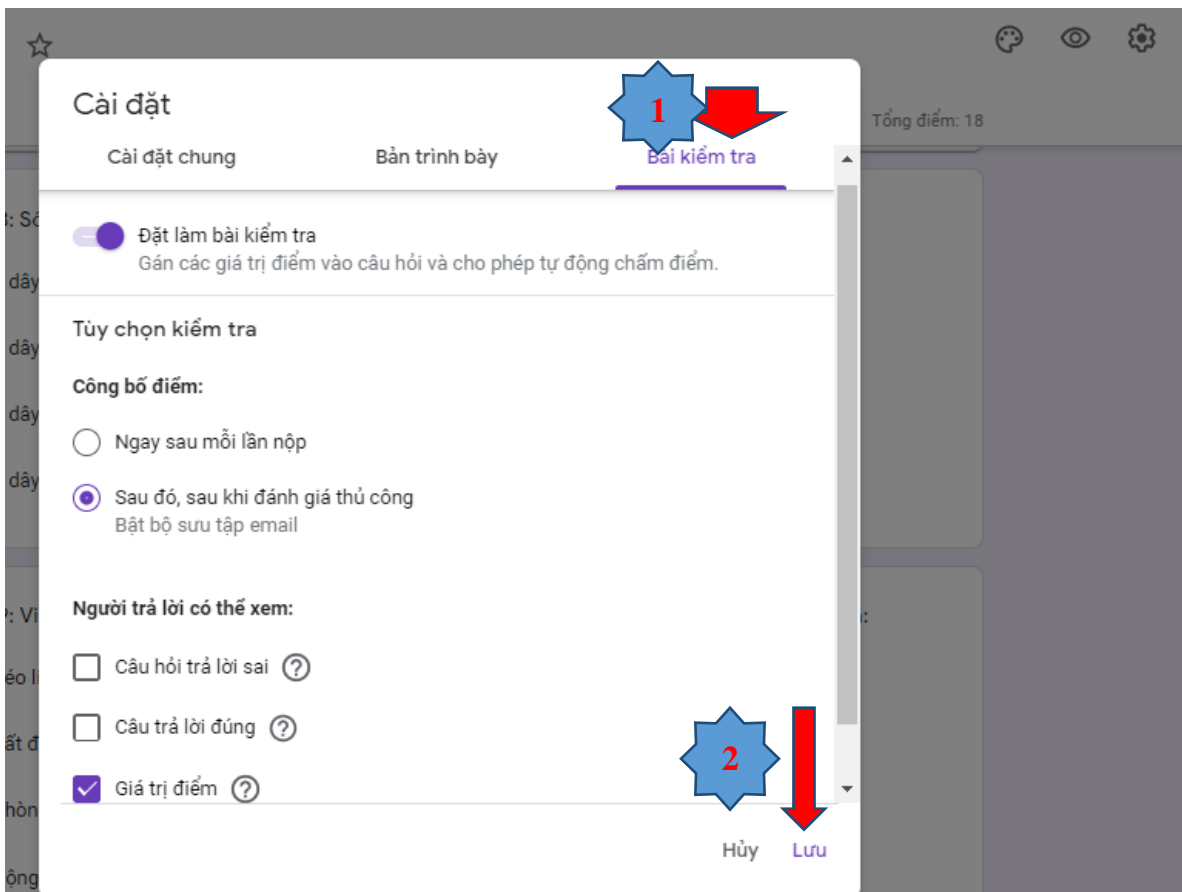 Cài đặt
1
Tổng điểm: 18
Cài đặt chung
Bản trình bày
Bài kiểm tra
Đặt làm bài kiểm tra
Gán các giá trị điểm vào câu hỏi và cho phép tự động chấm điểm.
dây
Tùy chọn kiểm tra
dây
Công bố điểm:
dây
Ngay sau mỗi lần nộp
dây
Sau đó, sau khi đánh giá thủ công
Bật bộ sưu tập email
Người trả lời có thể xem:
Câu hỏi trả lời sai
Câu trả lời đúng
2
Giá trị điểm
Hủy
Lưu